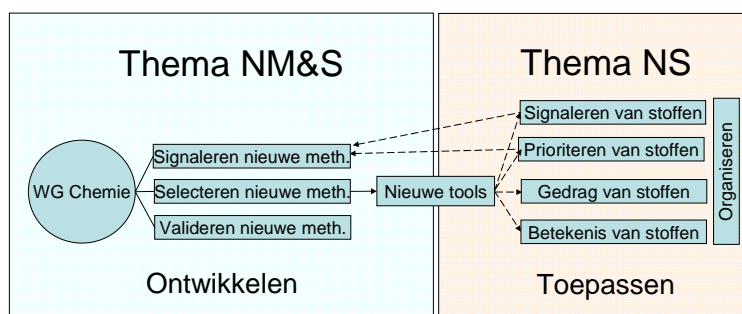 Thema NM&S
Thema NS
WG Chemie
Signaleren nieuwe meth.
Selecteren nieuwe meth.
Valideren nieuwe meth.
Nieuwe tools
Signaleren van stoffen
Prioriteren van stoffen
Gedrag van stoffen
Betekenis van stoffen
Organiseren
Ontwikkelen
Toepassen